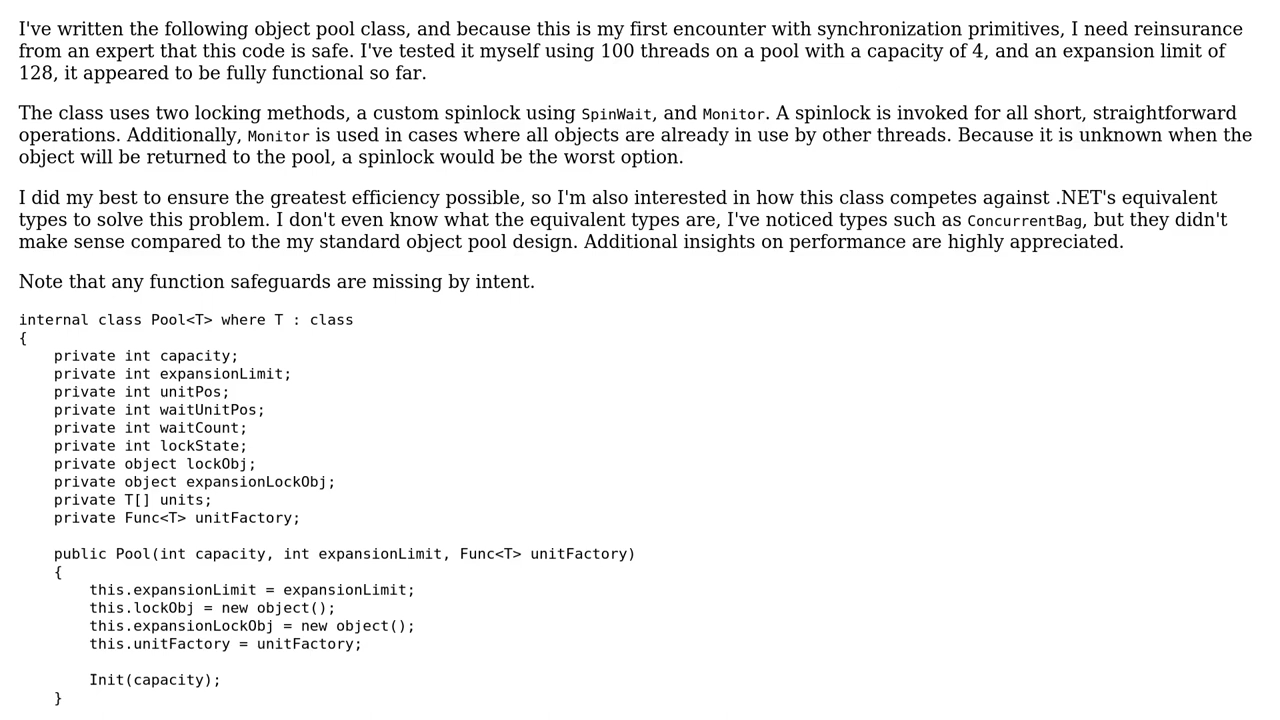 I've written the following object pool class, and because this is my first encounter with synchronization primitives, I need reinsurance
from an expert that this code is safe. I've tested it myself using 100 threads on a pool with a capacity of 4, and an expansion limit of
128, it appeared to be fully functional so far.
The class uses two locking methods, a custom spinlock using SpinWait, and Monitor. A spinlock is invoked for all short, straightforward
operations. Additionally, Monitor is used in cases where all objects are already in use by other threads. Because it is unknown when the
object will be returned to the pool, a spinlock would be the worst option.
I did my best to ensure the greatest efficiency possible, so I'm also interested in how this class competes against .NET's equivalent
types to solve this problem. I don't even know what the equivalent types are, I've noticed types such as ConcurrentBag, but they didn't
make sense compared to the my standard object pool design. Additional insights on performance are highly appreciated.
Note that any function safeguards are missing by intent.
internal class Pool<T> where T : class
{
    private int capacity;
    private int expansionLimit;
    private int unitPos;
    private int waitUnitPos;
    private int waitCount;
    private int lockState;
    private object lockObj;
    private object expansionLockObj;
    private T[] units;
    private Func<T> unitFactory;
    public Pool(int capacity, int expansionLimit, Func<T> unitFactory)
    {
        this.expansionLimit = expansionLimit;
        this.lockObj = new object();
        this.expansionLockObj = new object();
        this.unitFactory = unitFactory;
        Init(capacity);
    }